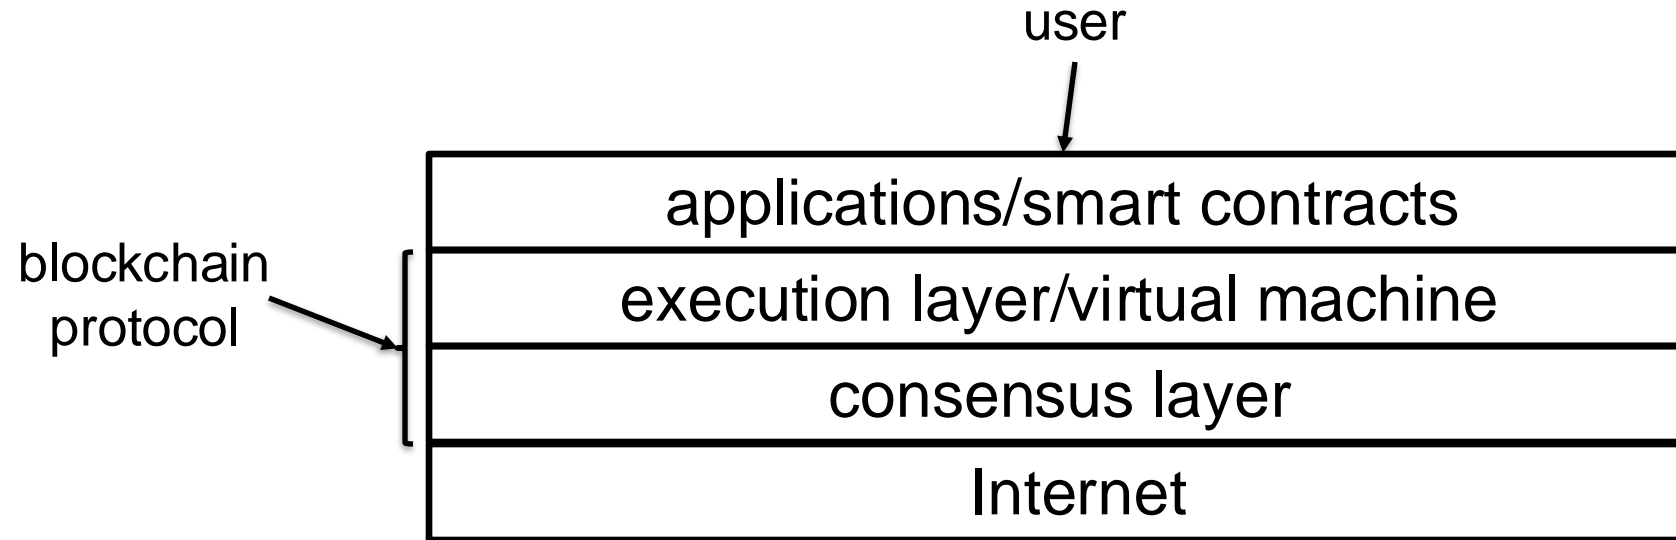 user
applications/smart contracts
blockchain
protocol
execution layer/virtual machine
consensus layer
Internet